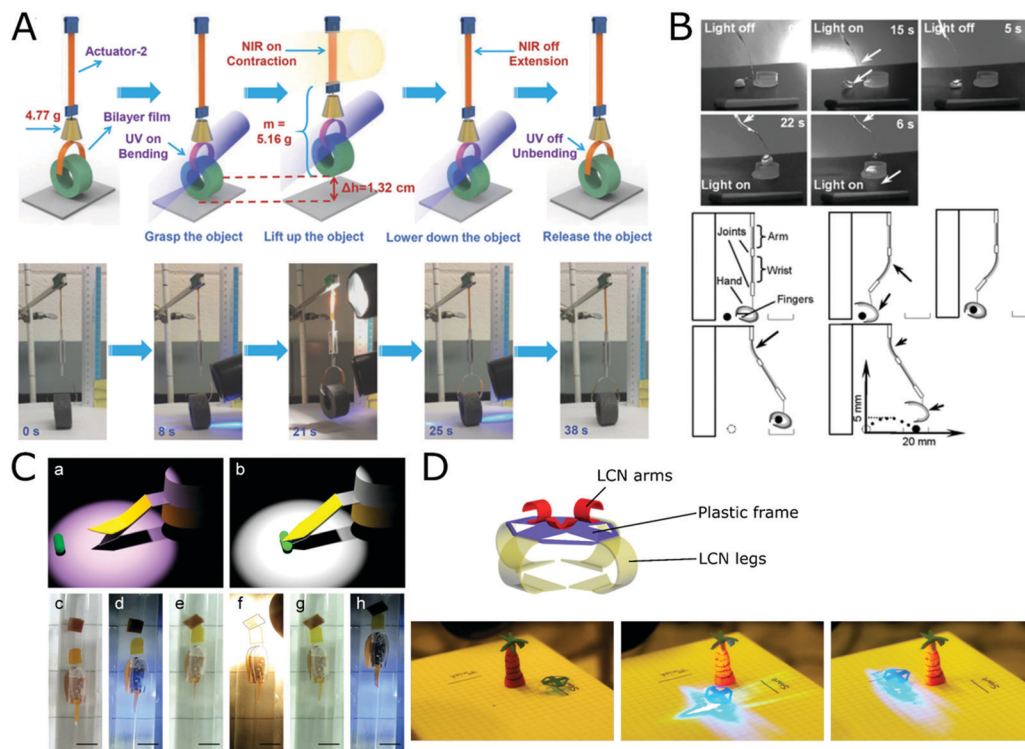 A
Actuator-2
4.77 g
Bilayer film
UV on
Bending
NIR on
Contraction
m =
5.16 g
Δh=1,32 cm
NIR off
Extension
UV off
Unbending
Grasp the object
Lift up the object
Lower down the object
Release the object
0 s
8 s
21 s
25 s
38 s
B
Light off
Light on
15 s
Light off
5 s
22 s
Light on
6 s
Light on
Joints
Arm
Wrist
Hand
Fingers
5 mm
20 mm
C
a
b
c
d
e
f
g
h
D
LCN arms
Plastic frame
LCN legs
Start
Start